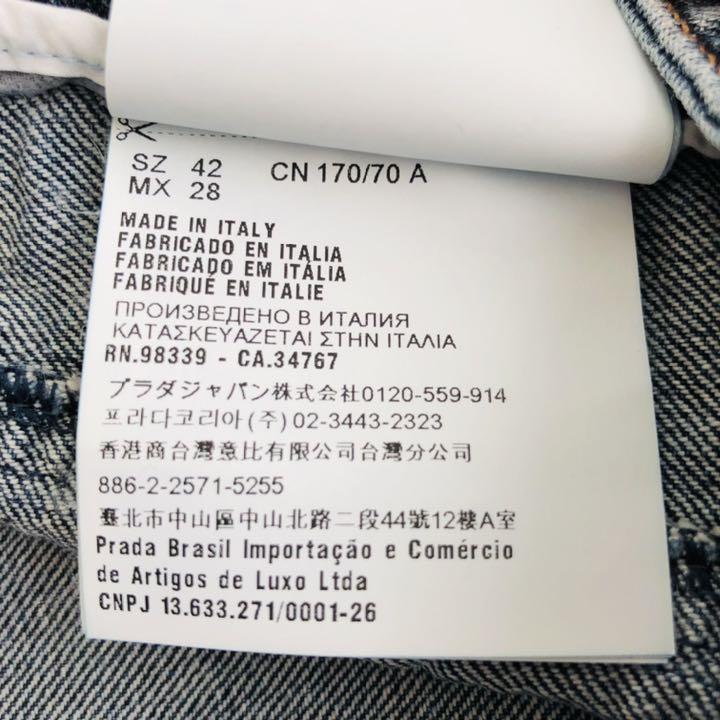 SZ 42 CN 170/70 A
MX 28
MADE IN ITALY
FABRICADO EN ITALIA
FABRICADO EM ITÁLIA
FABRIQUÉ EN ITALIE
ПРОИЗВЕДЕНО В ИТАЛИЯ
ΚΑΤΑΣΚΕΥΑΖΕΤΑΙ ΣΤΗΝ ΙΤΑΛΙΑ
RN.98339 - CA.34767
プラダジャパン株式会社0120-559-914
프라다코리아(주) 02-3443-2323
香港商台灣意比有限公司台灣分公司
886-2-2571-5255
臺北市中山區中山北路二段44號12樓A室
Prada Brasil Importação e Comércio
de Artigos de Luxo Ltda
CNPJ 13.633.271/0001-26